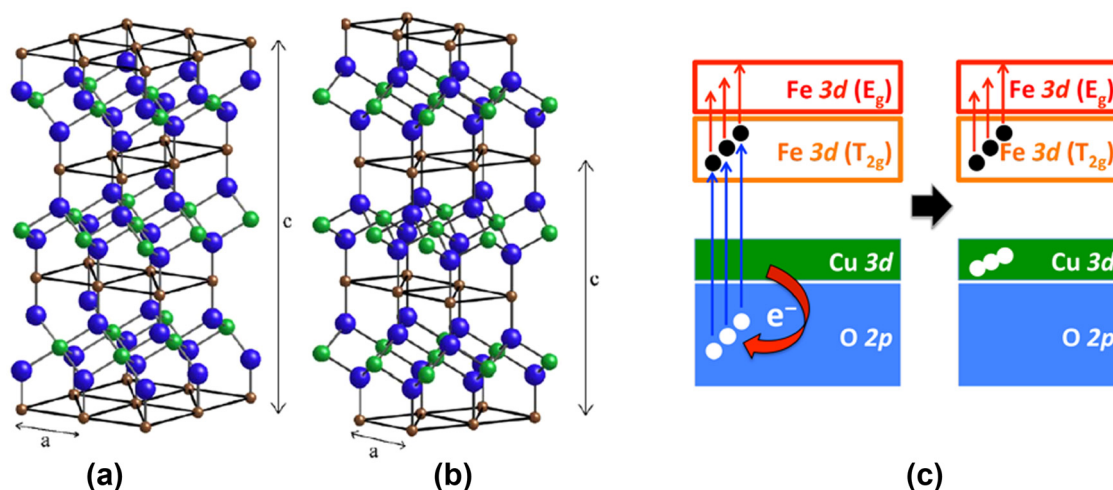 c
a
(a)
c
a
(b)
Fe 3d (Eg)
Fe 3d (T2g)
Cu 3d
e–
O 2p
Fe 3d (Eg)
Fe 3d (T2g)
Cu 3d
O 2p
(c)